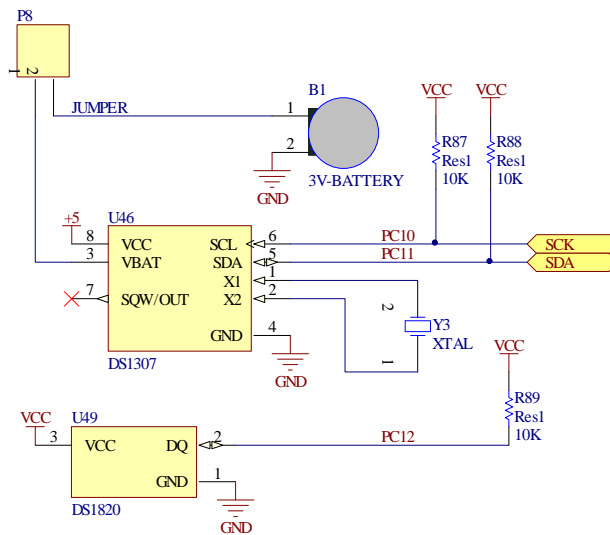 P8
1
2
JUMPER
B1
1
2
3V-BATTERY
GND
VCC
VCC
R87
Res1
10K
R88
Res1
10K
+5
U46
8
VCC
SCL
6
PC10
SCK
3
VBAT
SDA
5
PC11
SDA
X1
1
7
SQW/OUT
X2
2
2
Y3
XTAL
1
GND
4
GND
DS1307
VCC
R89
Res1
10K
VCC
U49
3
VCC
DQ
2
PC12
GND
1
DS1820
GND